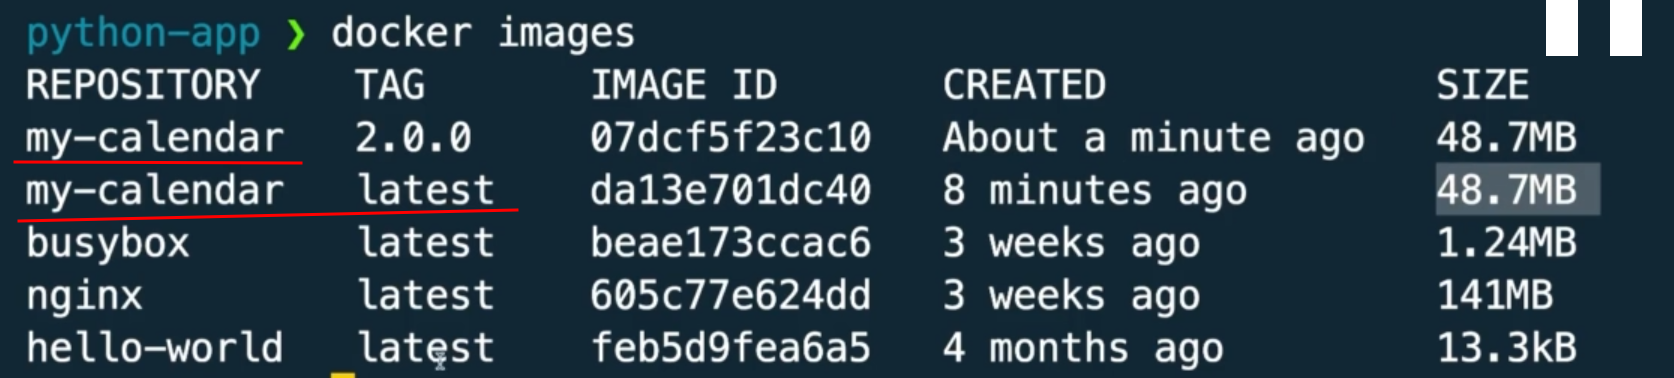 python-app ❯ docker images
REPOSITORY TAG IMAGE ID CREATED SIZE
my-calendar 2.0.0 07dcf5f23c10 About a minute ago 48.7MB
my-calendar latest da13e701dc40 8 minutes ago 48.7MB
busybox latest beae173ccac6 3 weeks ago 1.24MB
nginx latest 605c77e624dd 3 weeks ago 141MB
hello-world latest feb5d9fea6a5 4 months ago 13.3kB